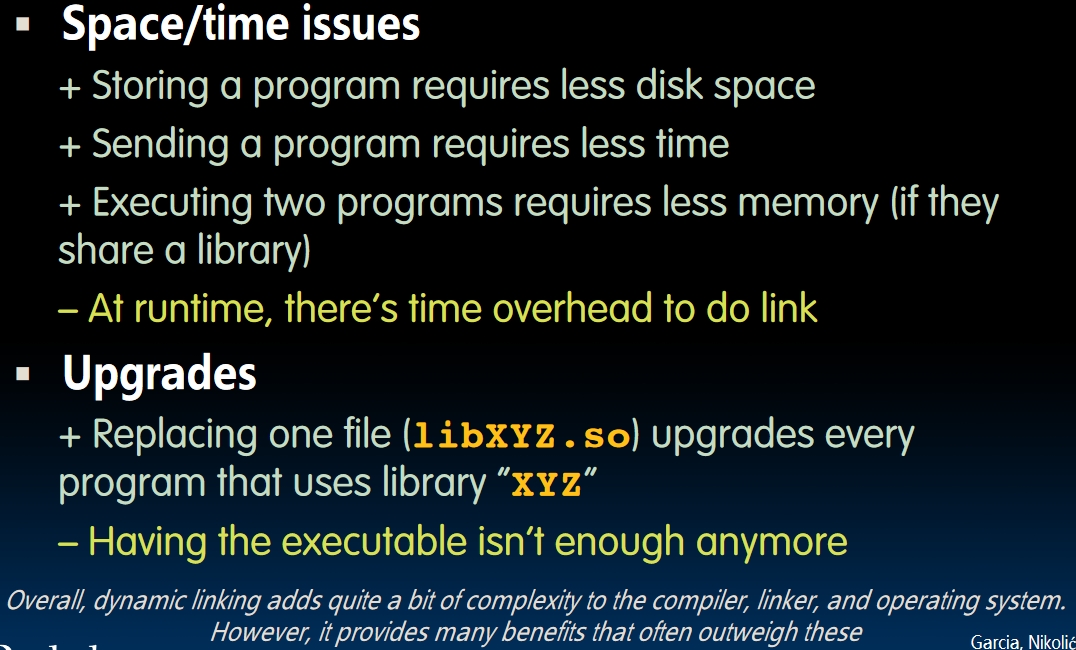 ▪ Space/time issues
+ Storing a program requires less disk space
+ Sending a program requires less time
+ Executing two programs requires less memory (if they
share a library)
– At runtime, there's time overhead to do link
▪ Upgrades
+ Replacing one file (libXYZ.so) upgrades every
program that uses library "XYZ"
– Having the executable isn't enough anymore
Overall, dynamic linking adds quite a bit of complexity to the compiler, linker, and operating system.
However, it provides many benefits that often outweigh these
Garcia, Nikolić